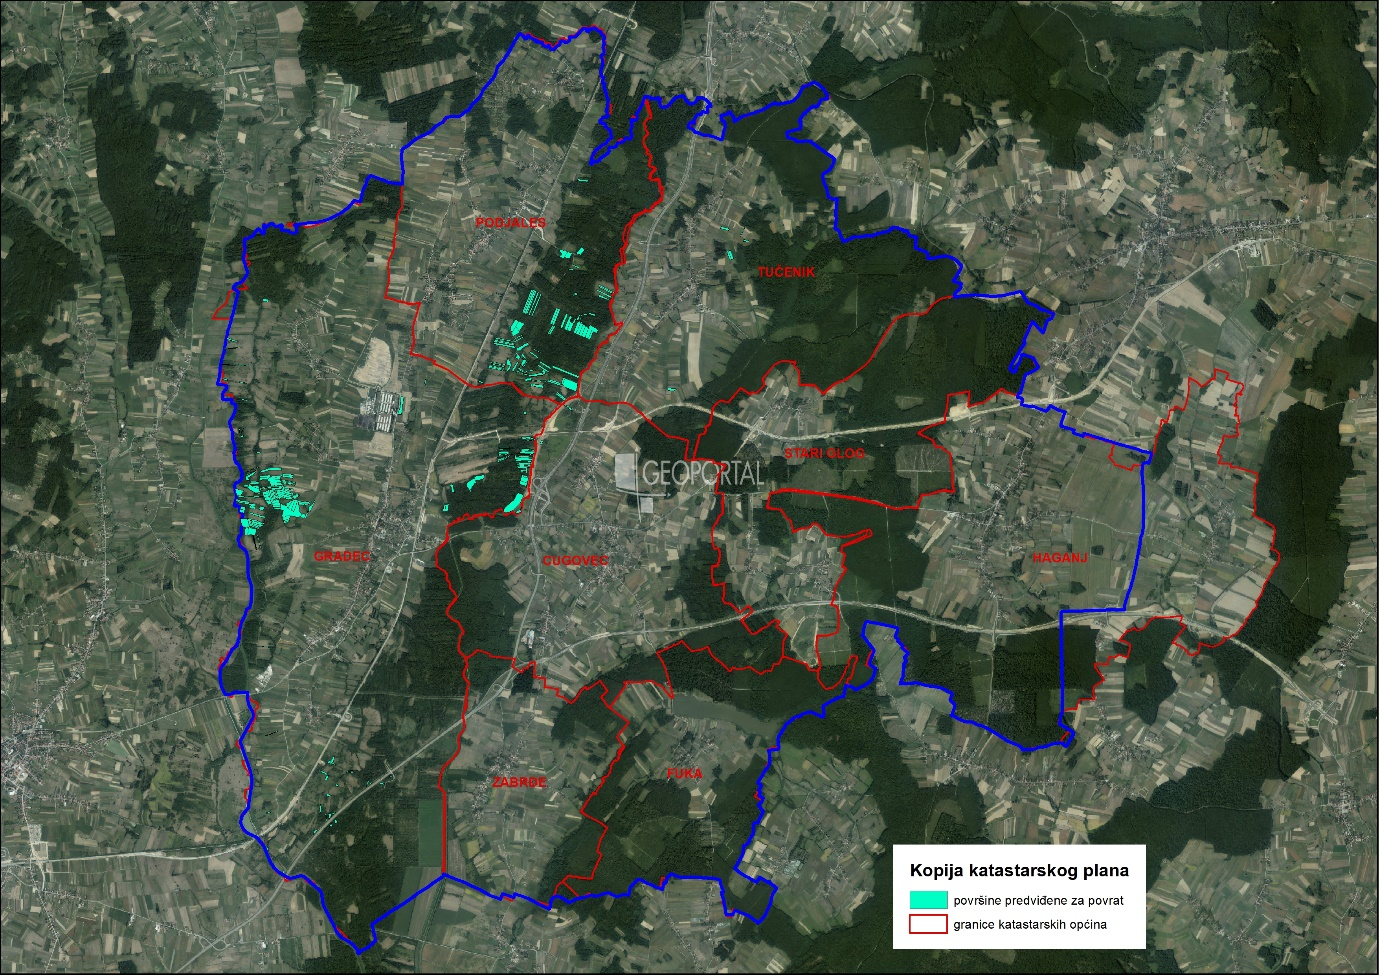 PODJALES
TUČENIK
STARI GLOG
GEOPORTAL
GRADEC
CUGOVEC
HAGANJ
ZABRĐE
FUKA
Kopija katastarskog plana
površine predviđene za povrat
granice katastarskih općina